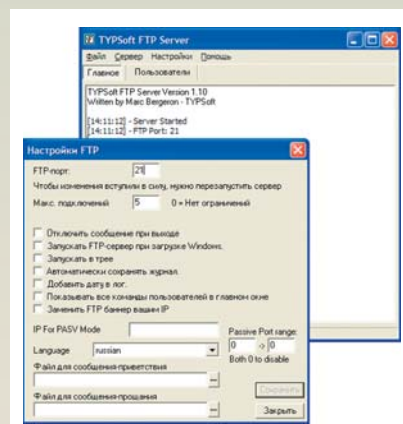 TYPSoft FTP Server
Файл Сервер Настройки Помощь
Главное Пользователи
TYPSoft FTP Server Version 1.10
Written by Marc Bergeron - TYPSoft
[14:11:12] - Server Started
[14:11:12] - FTP Port: 21
Настройки FTP
FTP-порт: 21
Чтобы изменения вступили в силу, нужно перезапустить сервер
Макс. подключений 5 0 = Нет ограничений
Отключить сообщение при выходе
Запускать FTP-сервер при загрузке Windows.
Запускать в трее
Автоматически сохранять журнал.
Добавить дату в лог.
Показывать все команды пользователей в главном окне
Заменить FTP баннер вашим IP
IP For PASV Mode
Passive Port range:
0 -> 0
Both 0 to disable
Language russian
Файл для сообщения-приветствия
...
Сохранить
Файл для сообщения-прощания
...
Закрыть